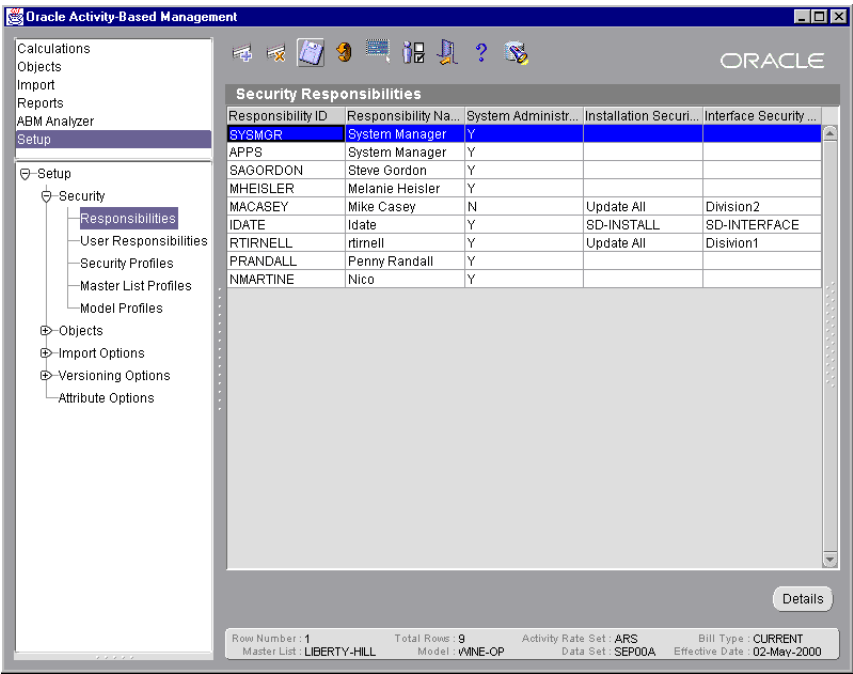 Oracle Activity-Based Management
Calculations
Objects
Import
Reports
ABM Analyzer
Setup
ORACLE
Setup
Security
Responsibilities
User Responsibilities
Security Profiles
Master List Profiles
Model Profiles
Objects
Import Options
Versioning Options
Attribute Options
Security Responsibilities
Responsibility ID Responsibility Na... System Administr... Installation Securi... Interface Security ...
SYSMGR System Manager Y
APPS System Manager Y
SAGORDON Steve Gordon Y
MHEISLER Melanie Heisler Y
MACASEY Mike Casey N Update All Division2
IDATE Idate Y SD-INSTALL SD-INTERFACE
RTIRNELL rtirnell Y Update All Disivion1
PRANDALL Penny Randall Y
NMARTINE Nico Y
Details
Row Number : 1 Total Rows : 9 Activity Rate Set : ARS Bill Type : CURRENT
Master List : LIBERTY-HILL Model : WINE-OP Data Set : SEP00A Effective Date : 02-May-2000